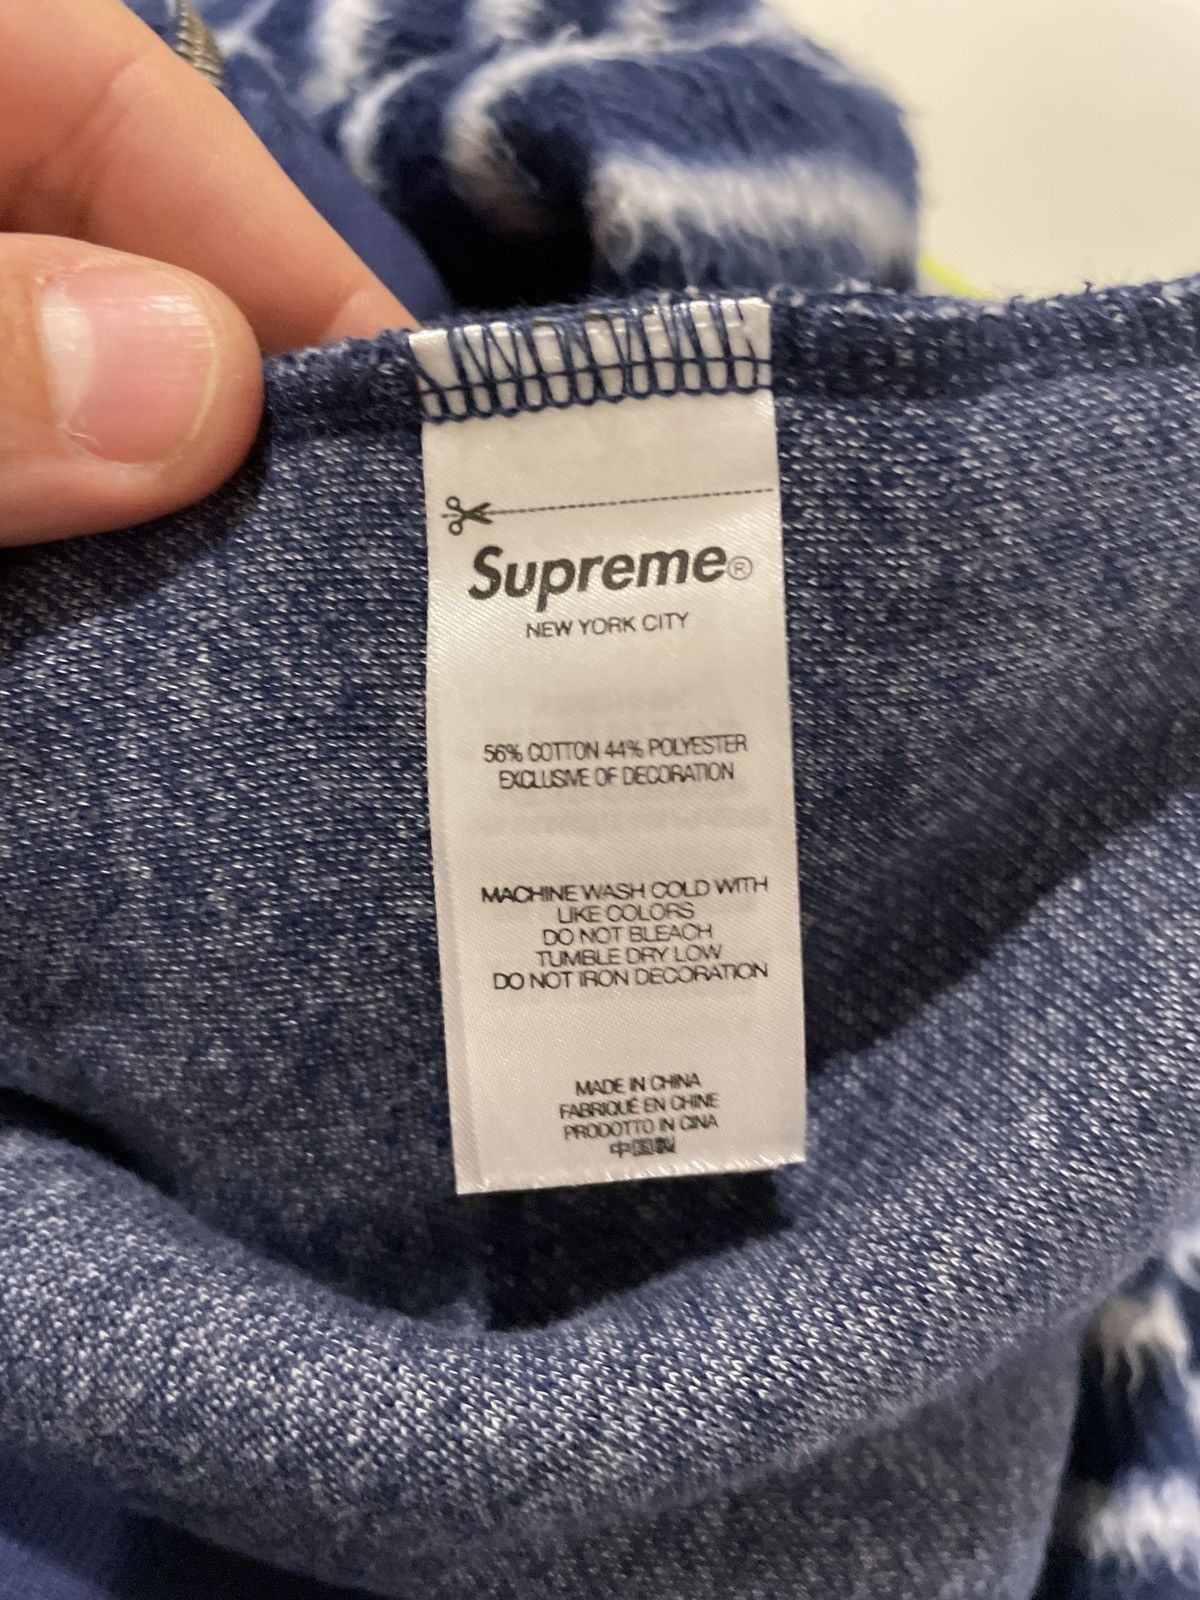 Supreme®
NEW YORK CITY
56% COTTON 44% POLYESTER
EXCLUSIVE OF DECORATION
MACHINE WASH COLD WITH
LIKE COLORS
DO NOT BLEACH
TUMBLE DRY LOW
DO NOT IRON DECORATION
MADE IN CHINA
FABRIQUÉ EN CHINE
PRODOTTO IN CINA
中国製